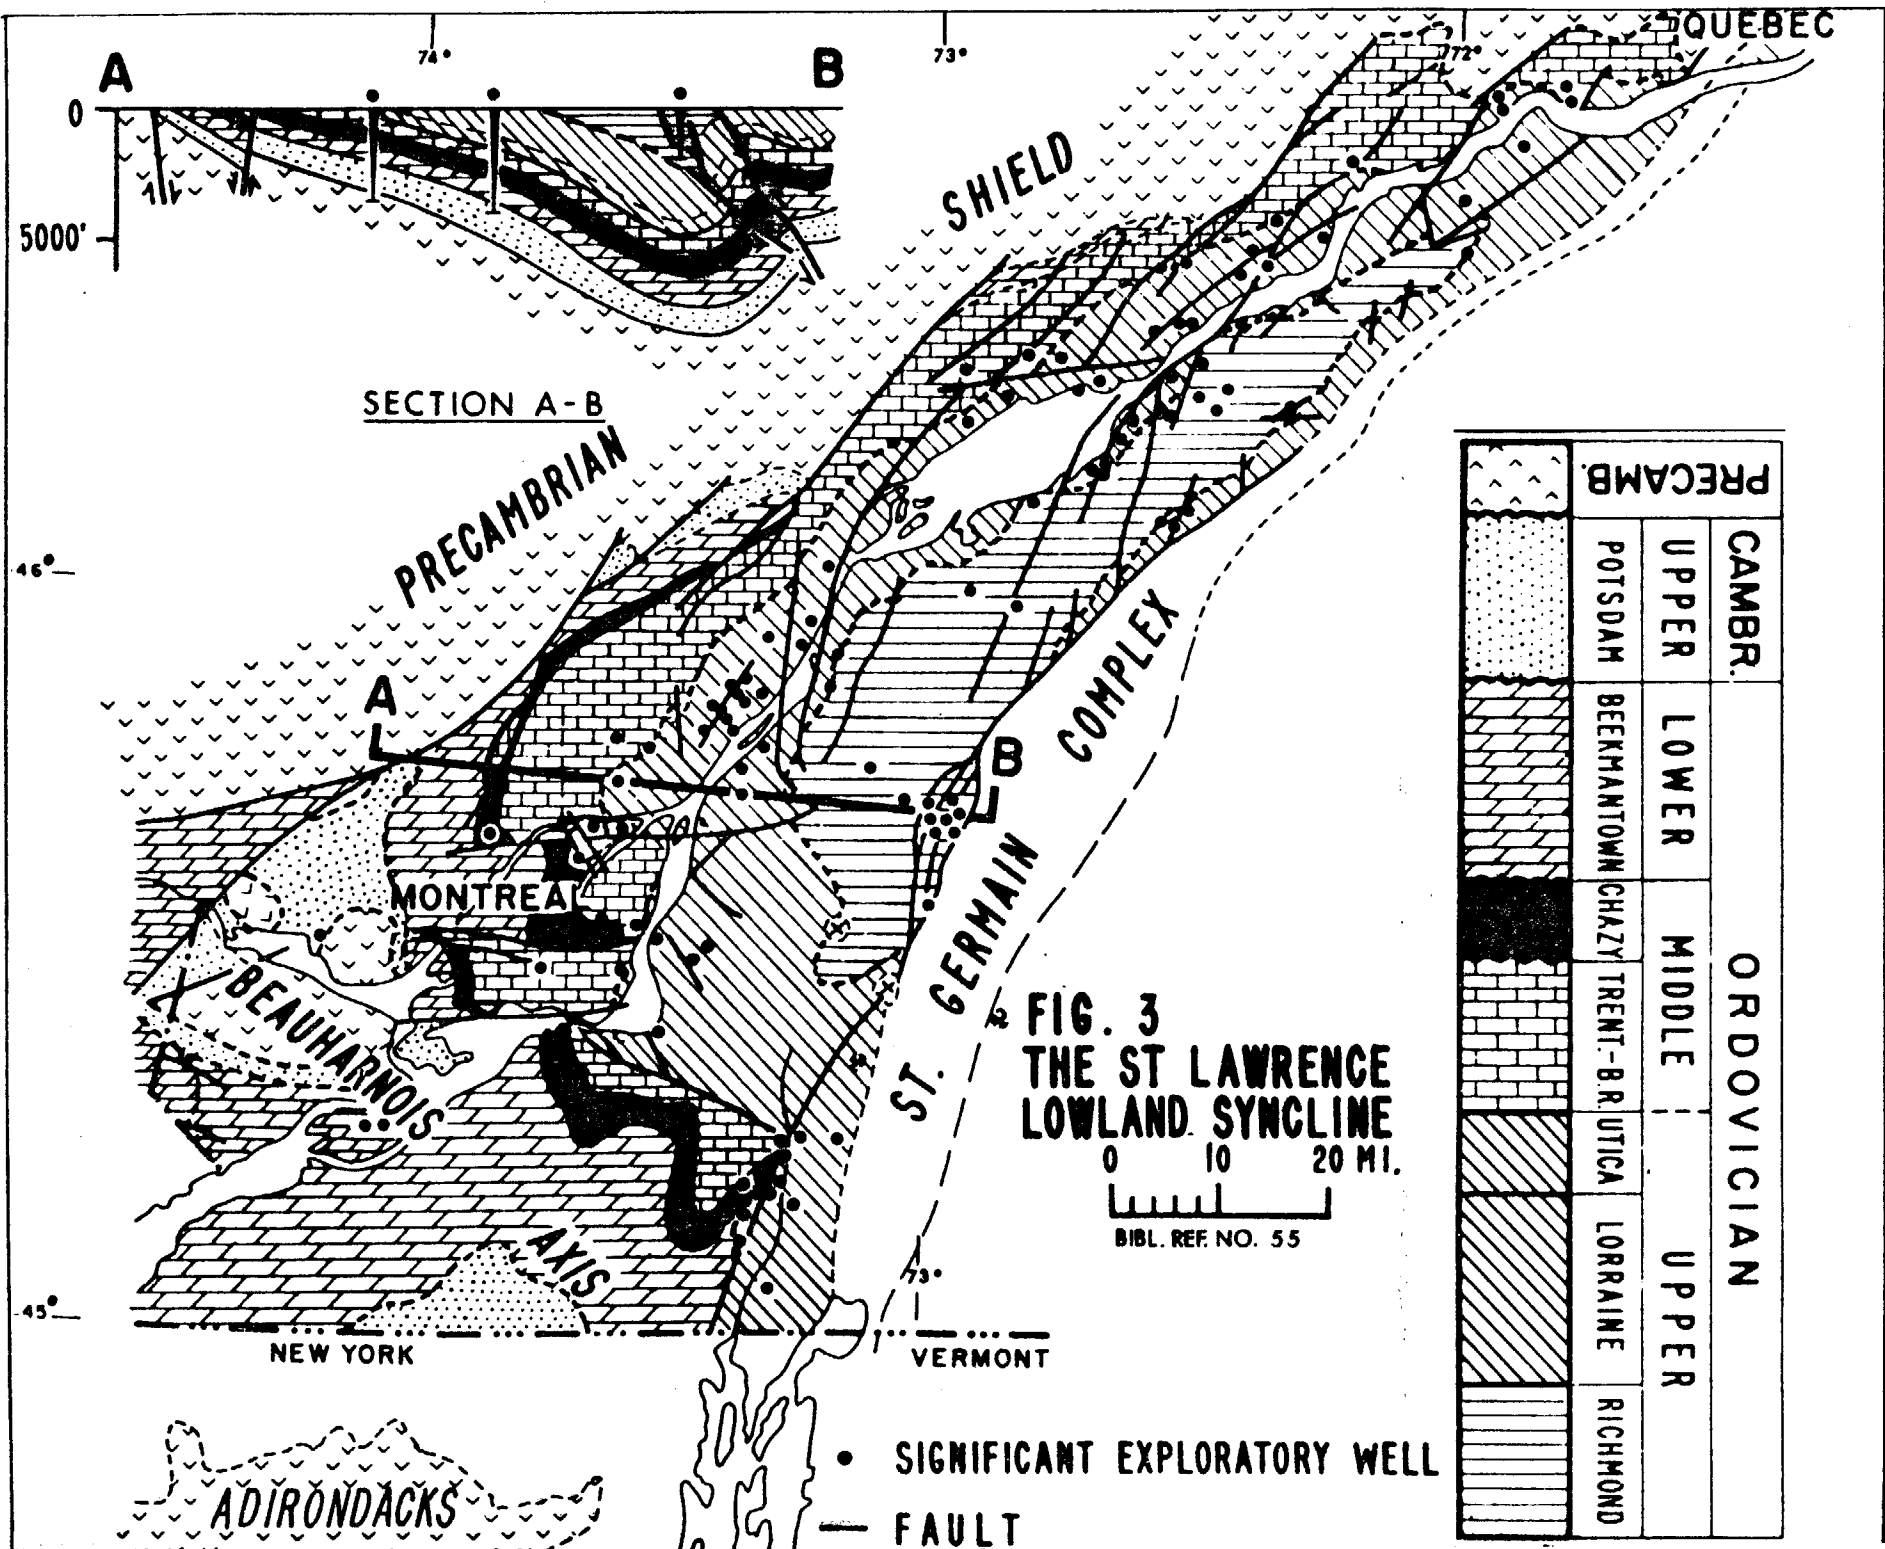 QUEBEC
74°
73°
72°
A
B
0
5000'
SECTION A-B
PRECAMBRIAN
SHIELD
46°
A
B
MONTREAL
BEAUHARNOIS
AXIS
ST. GERMAIN
COMPLEX
45°
73°
NEW YORK
VERMONT
ADIRONDACKS
FIG. 3
THE ST LAWRENCE
LOWLAND SYNCLINE
0 10 20 MI.
BIBL. REF. NO. 55
SIGNIFICANT EXPLORATORY WELL
FAULT
PRECAMB.
POTSDAM
UPPER
CAMBR.
BEEKMANTOWN
LOWER
CHAZY
TRENT.-B.R.
MIDDLE
UTICA
LORRAINE
RICHMOND
UPPER
ORDOVICIAN